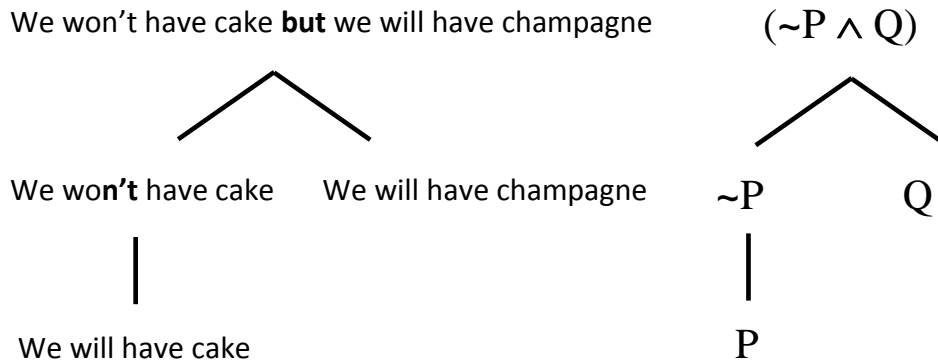 We won't have cake but we will have champagne (~P ∧ Q)
We won't have cake We will have champagne ~P Q
We will have cake P